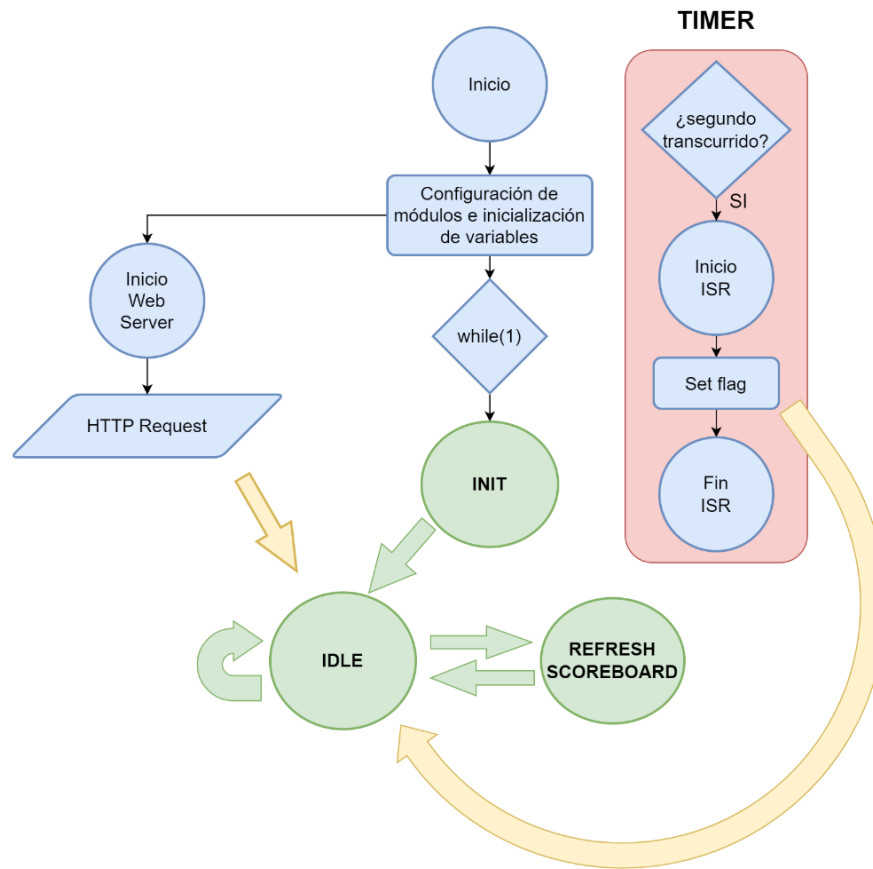 TIMER
Inicio
¿segundo
transcurrido?
SI
Configuración de
módulos e inicialización
de variables
Inicio
Web
Server
Inicio
ISR
while(1)
Set flag
HTTP Request
INIT
Fin
ISR
IDLE
REFRESH
SCOREBOARD